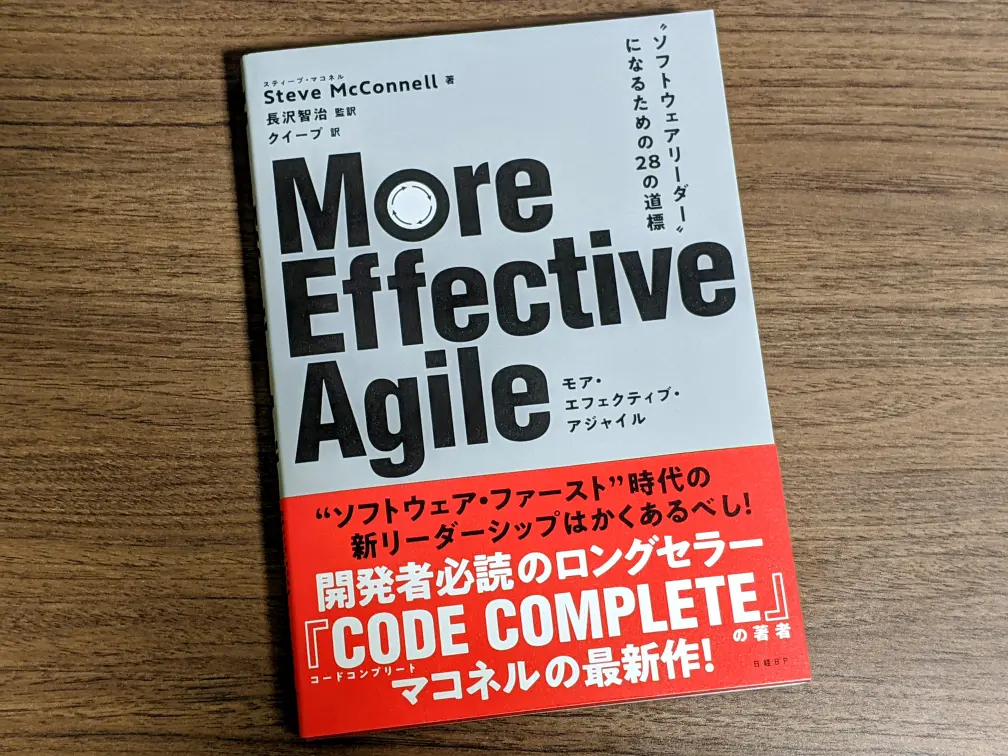 スティーブ・マコネル
Steve McConnell 著
長沢智治 監訳
クイープ 訳
“ソフトウェアリーダー”
になるための28の道標
More
Effective
Agile
モア・
エフェクティブ・
アジャイル
“ソフトウェア・ファースト”時代の
新リーダーシップはかくあるべし!
開発者必読のロングセラー
『CODE COMPLETE』の著者
コードコンプリート
マコネルの最新作!
日経BP